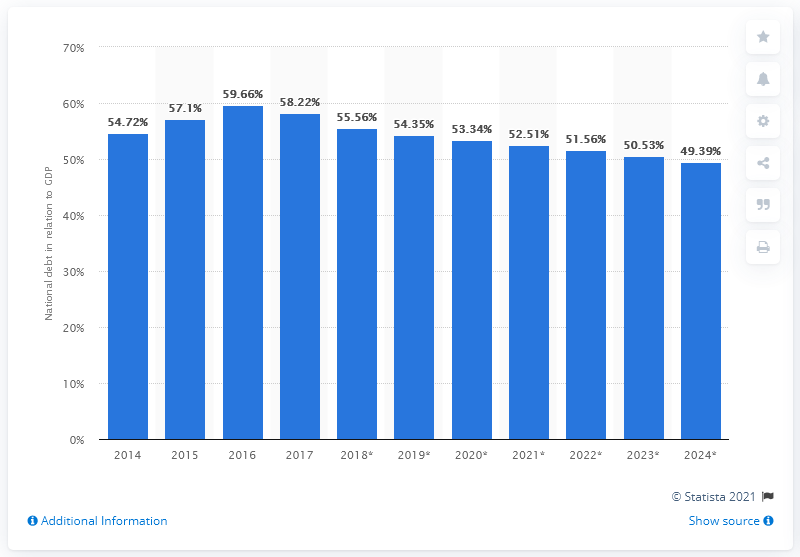 National debt in relation to GDP
70%
60%
50%
40%
30%
20%
10%
0%
54.72% 57.1% 59.66% 58.22% 55.56% 54.35% 53.34% 52.51% 51.56% 50.53% 49.39%
2014 2015 2016 2017 2018* 2019* 2020* 2021* 2022* 2023* 2024*
© Statista 2021
Additional Information Show source